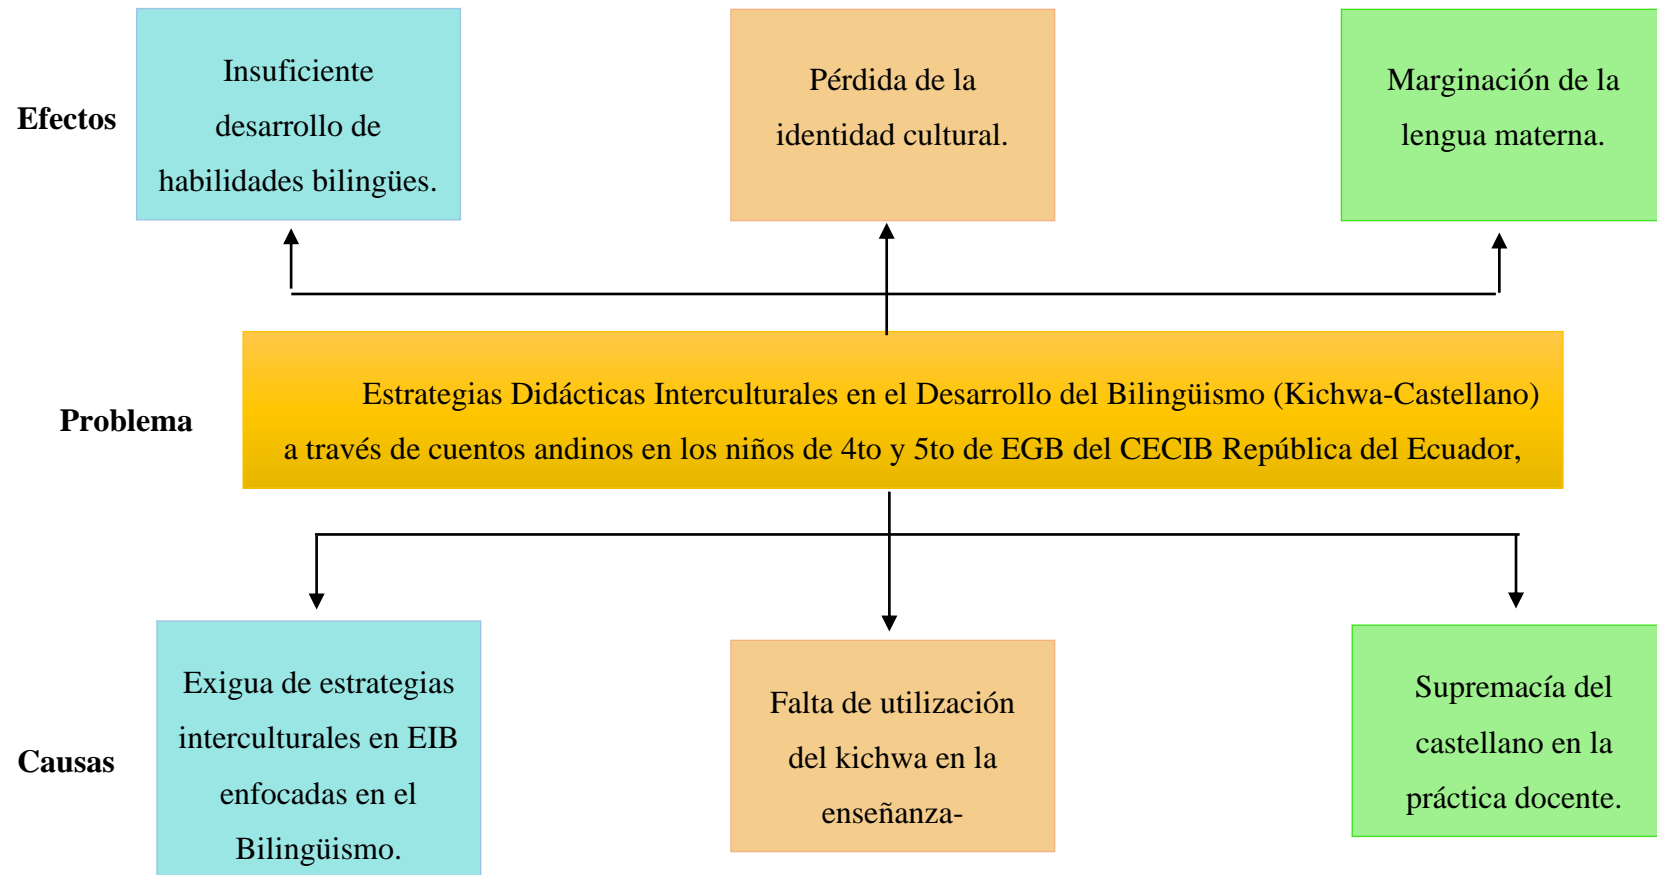 Efectos
Insuficiente
desarrollo de
habilidades bilingües.
Pérdida de la
identidad cultural.
Marginación de la
lengua materna.
Problema
Estrategias Didácticas Interculturales en el Desarrollo del Bilingüismo (Kichwa-Castellano)
a través de cuentos andinos en los niños de 4to y 5to de EGB del CECIB República del Ecuador,
Causas
Exigua de estrategias
interculturales en EIB
enfocadas en el
Bilingüismo.
Falta de utilización
del kichwa en la
enseñanza-
Supremacía del
castellano en la
práctica docente.